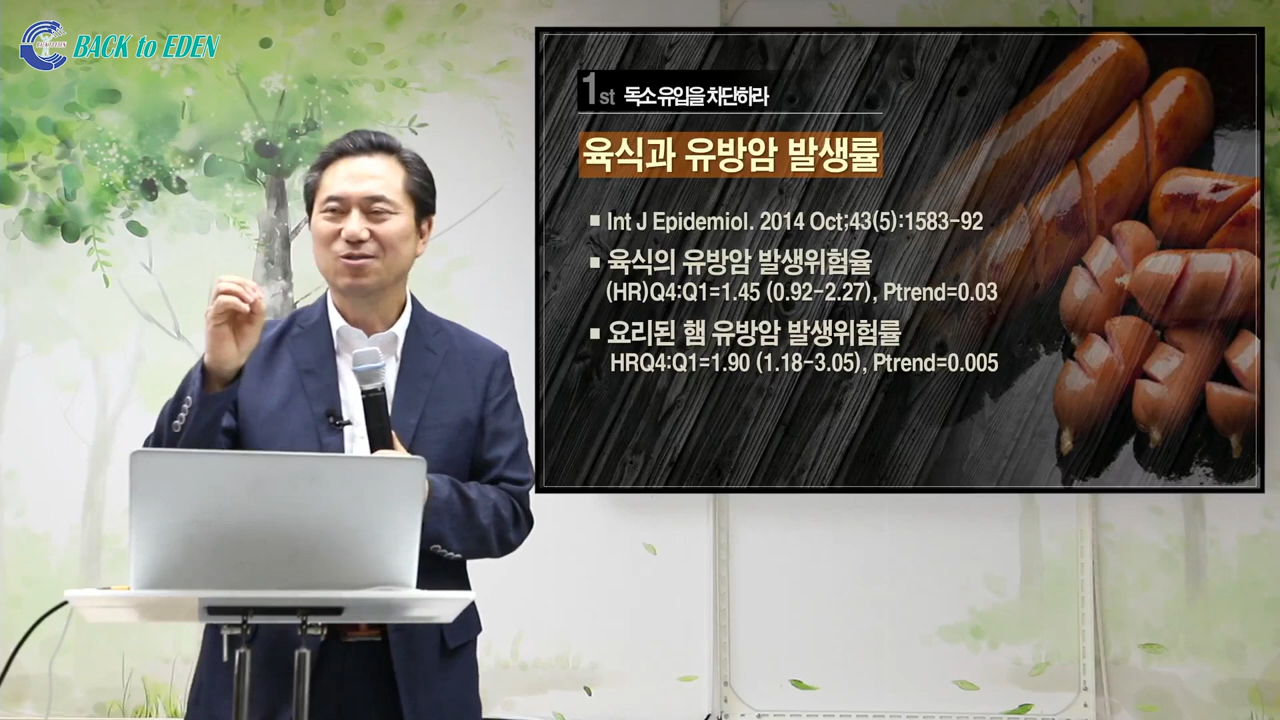 BACK to EDEN
1st 독소 유입을 차단하라
육식과 유방암 발생률
▪ Int J Epidemiol. 2014 Oct;43(5):1583-92
▪ 육식의 유방암 발생위험율
(HR)Q4:Q1=1.45 (0.92-2.27), Ptrend=0.03
▪ 요리된 햄 유방암 발생위험률
HRQ4:Q1=1.90 (1.18-3.05), Ptrend=0.005